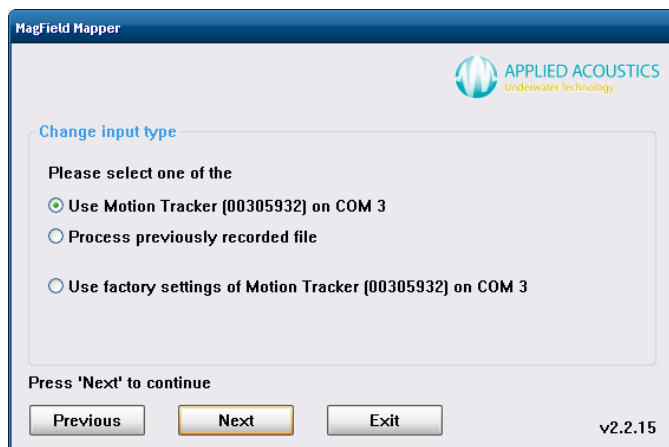 MagField Mapper
APPLIED ACOUSTICS
Underwater Technology
Change input type
Please select one of the
Use Motion Tracker (00305932) on COM 3
Process previously recorded file
Use factory settings of Motion Tracker (00305932) on COM 3
Press 'Next' to continue
Previous Next Exit
v2.2.15